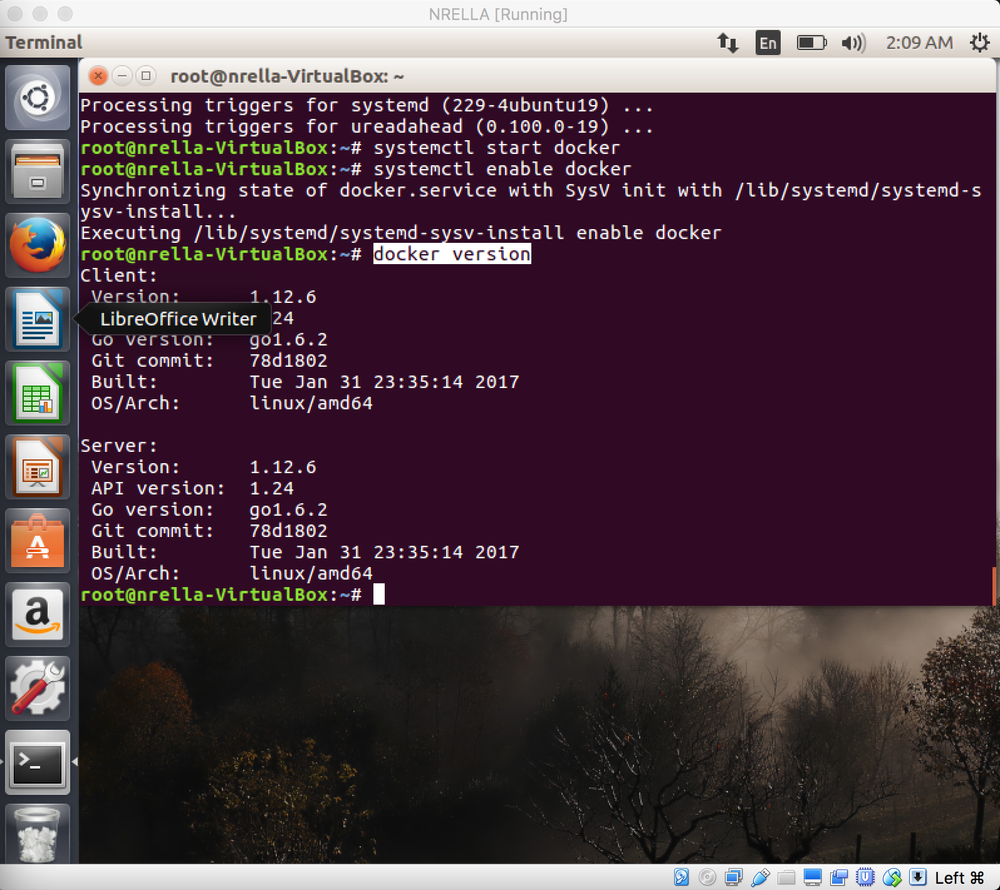 NRELLA [Running]
Terminal
En
2:09 AM
root@nrella-VirtualBox: ~
Processing triggers for systemd (229-4ubuntu19) ...
Processing triggers for ureadahead (0.100.0-19) ...
root@nrella-VirtualBox:~# systemctl start docker
root@nrella-VirtualBox:~# systemctl enable docker
Synchronizing state of docker.service with SysV init with /lib/systemd/systemd-s
ysv-install...
Executing /lib/systemd/systemd-sysv-install enable docker
root@nrella-VirtualBox:~# docker version
Client:
 Version:      1.12.6
LibreOffice Writer
24
 Go version:   go1.6.2
 Git commit:   78d1802
 Built:        Tue Jan 31 23:35:14 2017
 OS/Arch:      linux/amd64
Server:
 Version:      1.12.6
 API version:  1.24
 Go version:   go1.6.2
 Git commit:   78d1802
 Built:        Tue Jan 31 23:35:14 2017
 OS/Arch:      linux/amd64
root@nrella-VirtualBox:~#
Left ⌘